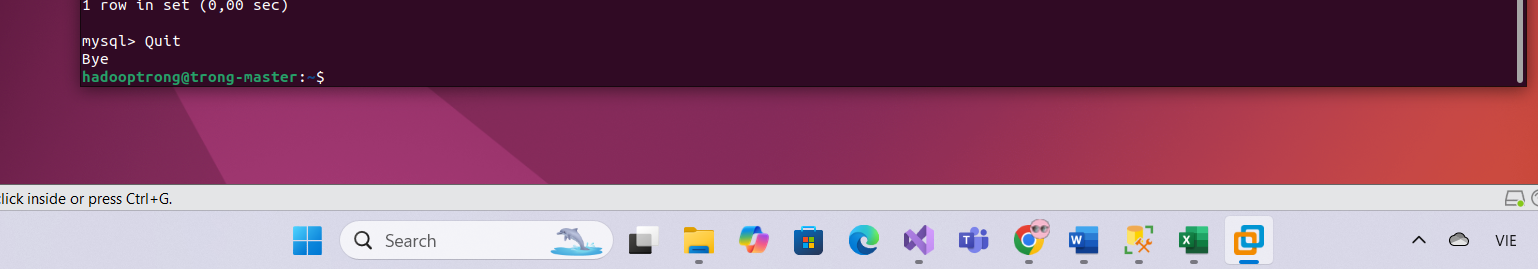 1 row in set (0,00 sec)
mysql> Quit
Bye
hadooptrong@trong-master:~$
click inside or press Ctrl+G.
Search
VIE